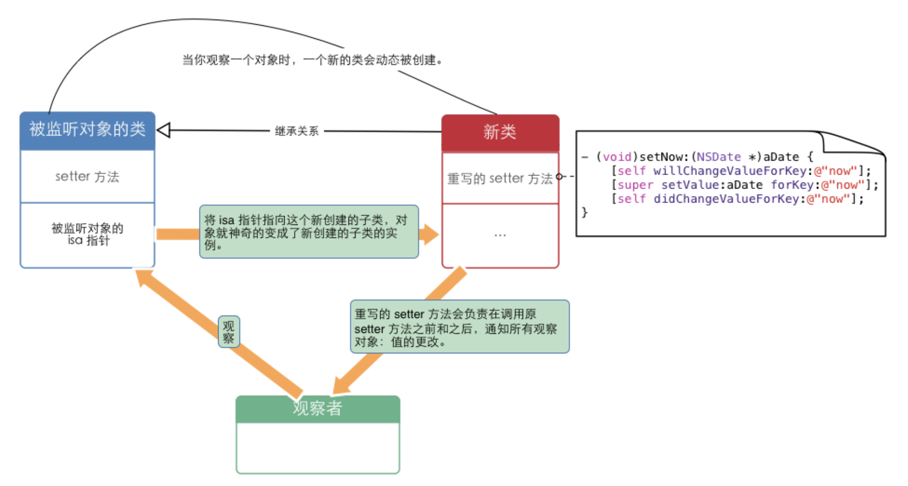 当你观察一个对象时，一个新的类会动态被创建。
被监听对象的类
继承关系
新类
setter 方法
重写的 setter 方法
- (void)setNow:(NSDate *)aDate {
[self willChangeValueForKey:@"now"];
[super setValue:aDate forKey:@"now"];
[self didChangeValueForKey:@"now"];
}
被监听对象的
isa 指针
将 isa 指针指向这个新创建的子类，对
象就神奇的变成了新创建的子类的实
例。
...
重写的 setter 方法会负责在调用原
setter 方法之前和之后，通知所有观察
对象：值的更改。
观
察
观察者